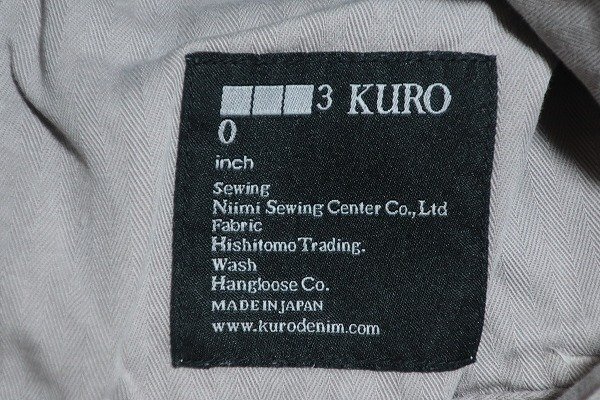 3 KURO
0
inch
Sewing
Niimi Sewing Center Co., Ltd
Fabric
Hishitomo Trading.
Wash
Hangloose Co.
MADE IN JAPAN
www.kurodenim.com